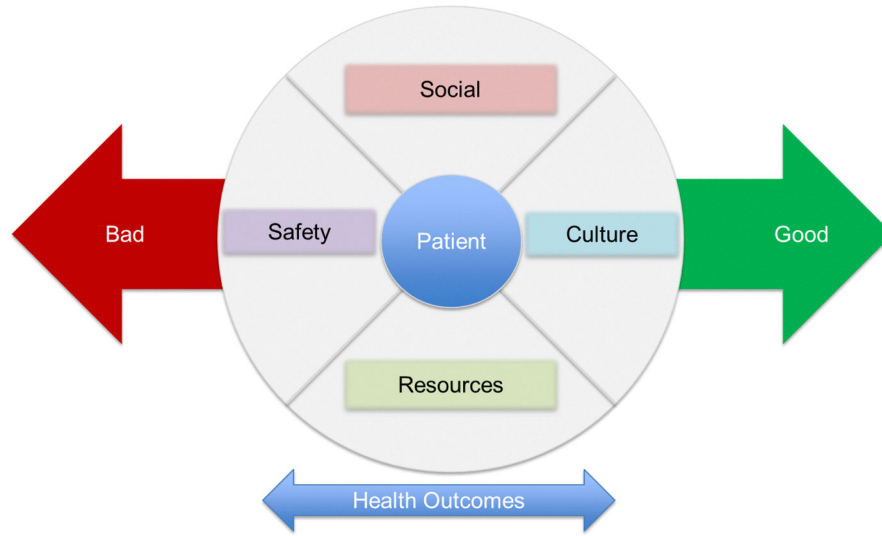 Social
Bad
Safety
Patient
Culture
Good
Resources
Health Outcomes